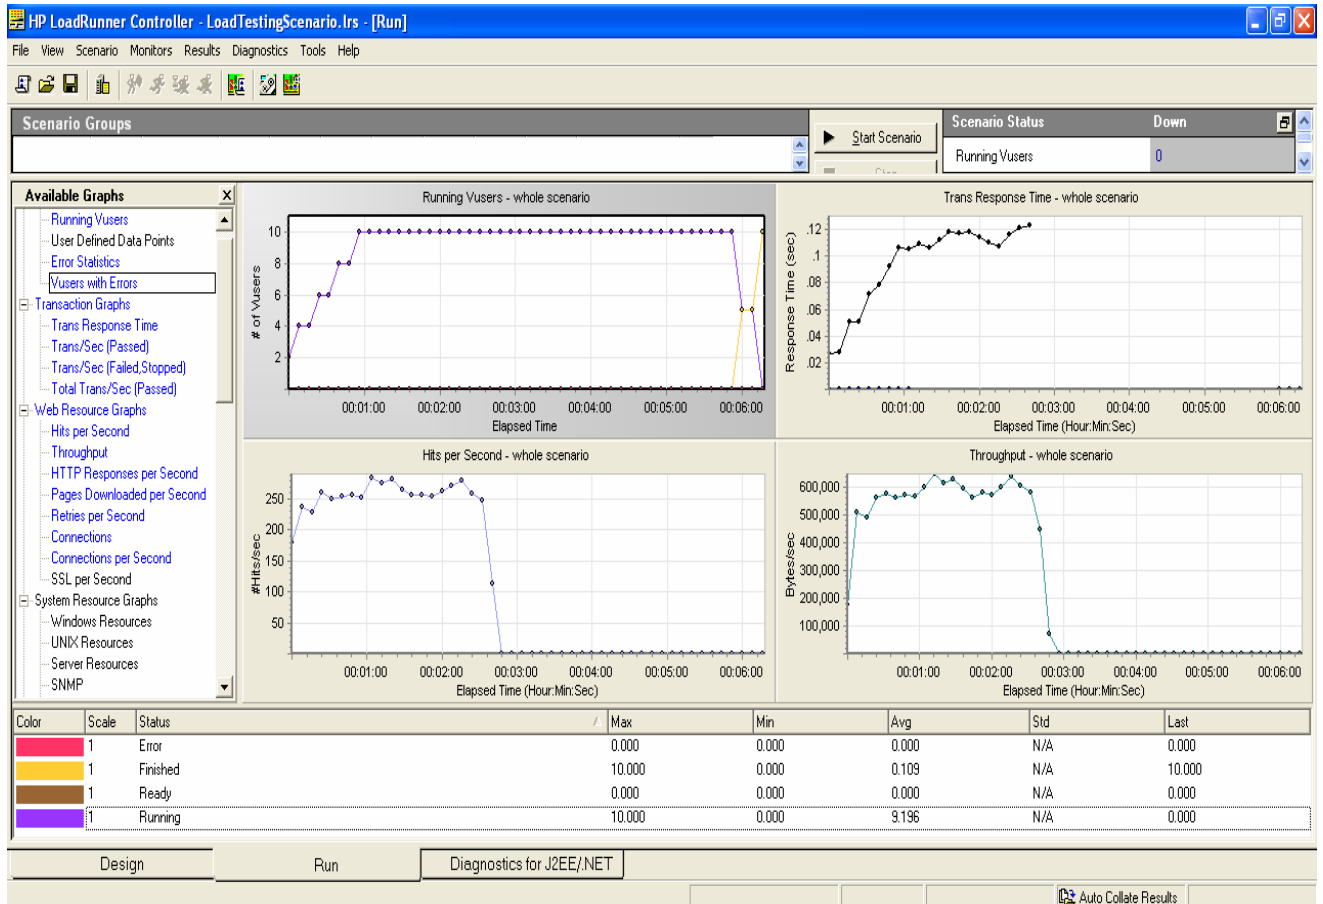 HP LoadRunner Controller - LoadTestingScenario.lrs - [Run]
File View Scenario Monitors Results Diagnostics Tools Help
Scenario Groups
Start Scenario
Stop
Scenario Status Down
Running Vusers 0
Available Graphs X
Running Vusers
User Defined Data Points
Error Statistics
Vusers with Errors
Transaction Graphs
Trans Response Time
Trans/Sec (Passed)
Trans/Sec (Failed,Stopped)
Total Trans/Sec (Passed)
Web Resource Graphs
Hits per Second
Throughput
HTTP Responses per Second
Pages Downloaded per Second
Retries per Second
Connections
Connections per Second
SSL per Second
System Resource Graphs
Windows Resources
UNIX Resources
Server Resources
SNMP
Running Vusers - whole scenario
# of Vusers
10
8
6
4
2
00:01:00 00:02:00 00:03:00 00:04:00 00:05:00 00:06:00
Elapsed Time
Trans Response Time - whole scenario
Response Time (sec)
.12
.1
.08
.06
.04
.02
00:01:00 00:02:00 00:03:00 00:04:00 00:05:00 00:06:00
Elapsed Time (Hour:Min:Sec)
Hits per Second - whole scenario
#Hits/sec
250
200
150
100
50
00:01:00 00:02:00 00:03:00 00:04:00 00:05:00 00:06:00
Elapsed Time (Hour:Min:Sec)
Throughput - whole scenario
Bytes/sec
600,000
500,000
400,000
300,000
200,000
100,000
00:01:00 00:02:00 00:03:00 00:04:00 00:05:00 00:06:00
Elapsed Time (Hour:Min:Sec)
Color Scale Status Max Min Avg Std Last
1 Error 0.000 0.000 0.000 N/A 0.000
1 Finished 10.000 0.000 0.109 N/A 10.000
1 Ready 0.000 0.000 0.000 N/A 0.000
1 Running 10.000 0.000 9.196 N/A 0.000
Design Run Diagnostics for J2EE/.NET
Auto Collate Results